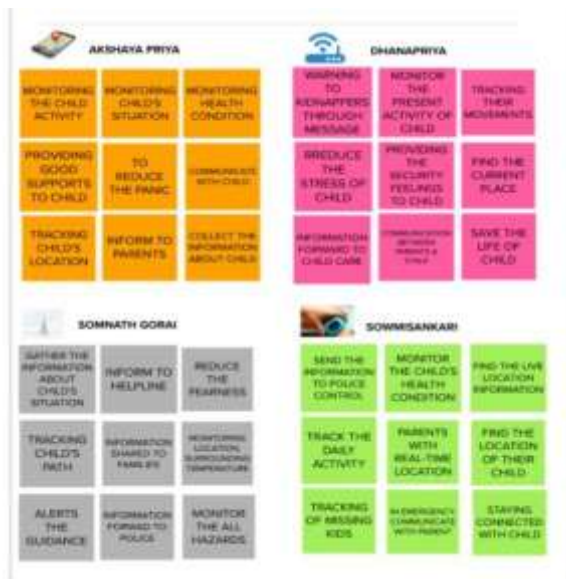 AKSHAYA PRIYA
MONITORING
THE CHILD
ACTIVITY
MONITORING
CHILD'S
SITUATION
MONITORING
HEALTH
CONDITION
PROVIDING
GOOD
SUPPORTS
TO CHILD
TO
REDUCE
THE PANIC
COMMUNICATE
WITH CHILD
TRACKING
CHILD'S
LOCATION
INFORM TO
PARENTS
COLLECT THE
INFORMATION
ABOUT CHILD
DHANAPRIYA
WARNING
TO
KIDNAPPERS
THROUGH
MESSAGE
MONITOR
THE
PRESENT
ACTIVITY OF
CHILD
TRACKING
THEIR
MOVEMENTS
RREDUCE
THE
STRESS OF
CHILD
PROVIDING
THE
SECURITY
FEELINGS
TO CHILD
FIND THE
CURRENT
PLACE
INFORMATION
FORWARD TO
CHILD CARE
COMMUNICATION
BETWEEN
PARENTS &
CHILD
SAVE THE
LIFE OF
CHILD
SOMNATH GORAI
GATHER THE
INFORMATION
ABOUT
CHILD'S
SITUATION
INFORM TO
HELPLINE
REDUCE
THE
FEARNESS
TRACKING
CHILD'S
PATH
INFORMATION
SHARED TO
FAMILIES
MONITORING
LOCATION,
SURROUNDING
TEMPERATURE
ALERTS
THE
GUIDANCE
INFORMATION
FORWAD TO
POLICE
MONITOR
THE ALL
HAZARDS
SOWMISANKARI
SEND THE
INFORMATION
TO POLICE
CONTROL
MONITOR
THE CHILD'S
HEALTH
CONDITION
FIND THE LIVE
LOCATION
INFORMATION
TRACK THE
DAILY
ACTIVITY
PARENTS
WITH
REAL-TIME
LOCATION
FIND THE
LOCATION
OF THEIR
CHILD
TRACKING
OF MISSING
KIDS
IN EMERGENCY
COMMUNICATE
WITH PARENT
STAYING
CONNECTED
WITH CHILD